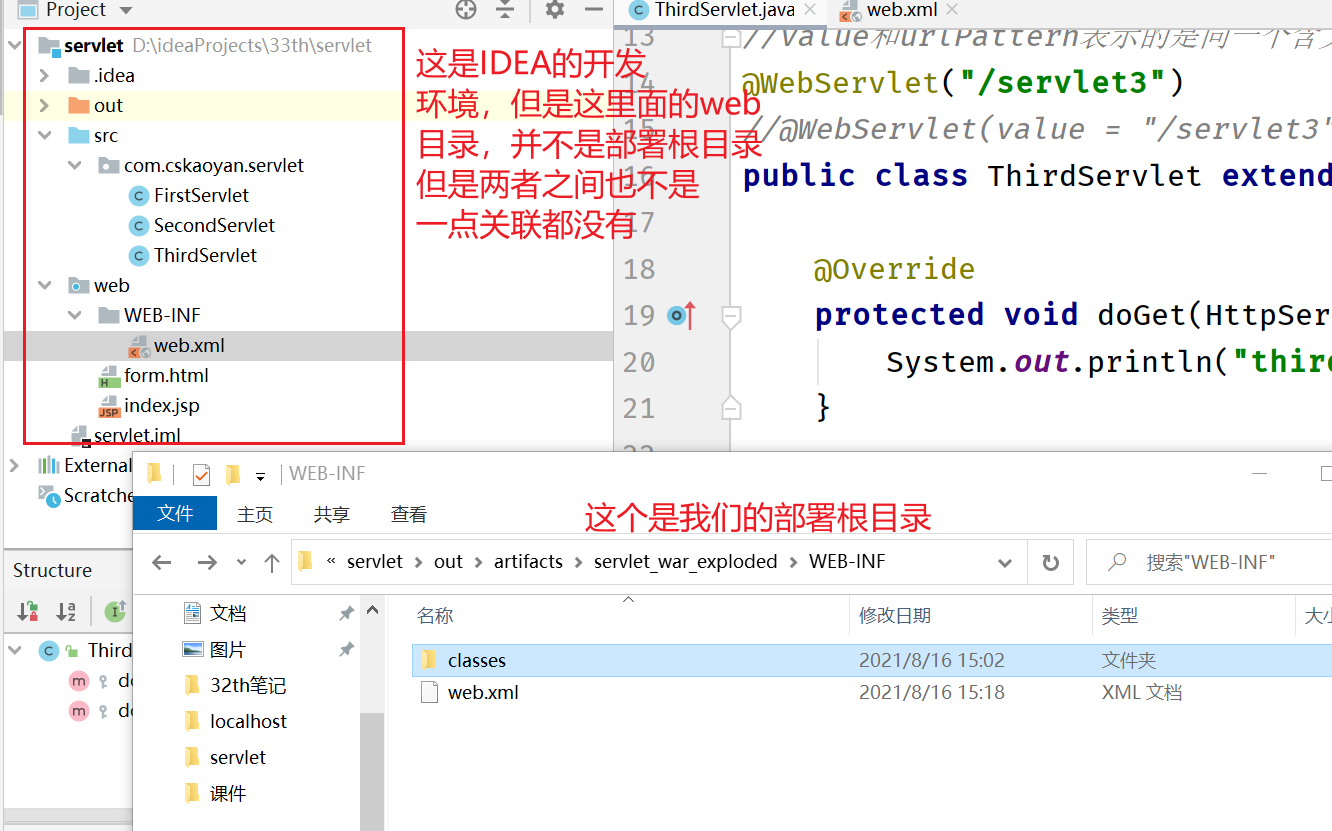 Project
ThirdServlet.java
web.xml
servlet D:\ideaProjects\33th\servlet
.idea
out
src
com.cskaoyan.servlet
FirstServlet
SecondServlet
ThirdServlet
web
WEB-INF
web.xml
form.html
index.jsp
servlet.iml
External
Scratche
这是IDEA的开发
环境，但是这里面的web
目录，并不是部署根目录
但是两者之间也不是
一点关联都没有
13 //value和urlPattern表示的是同一个含
14 @WebServlet("/servlet3")
15 //@WebServlet(value = "/servlet3"
16 public class ThirdServlet extend
17
18 @Override
19 protected void doGet(HttpSer
20 System.out.println("third
21 }
Structure
Third
WEB-INF
文件 主页 共享 查看
这个是我们的部署根目录
« servlet › out › artifacts › servlet_war_exploded › WEB-INF
搜索"WEB-INF"
文档
图片
32th笔记
localhost
servlet
课件
名称 修改日期 类型 大小
classes 2021/8/16 15:02 文件夹
web.xml 2021/8/16 15:18 XML 文档